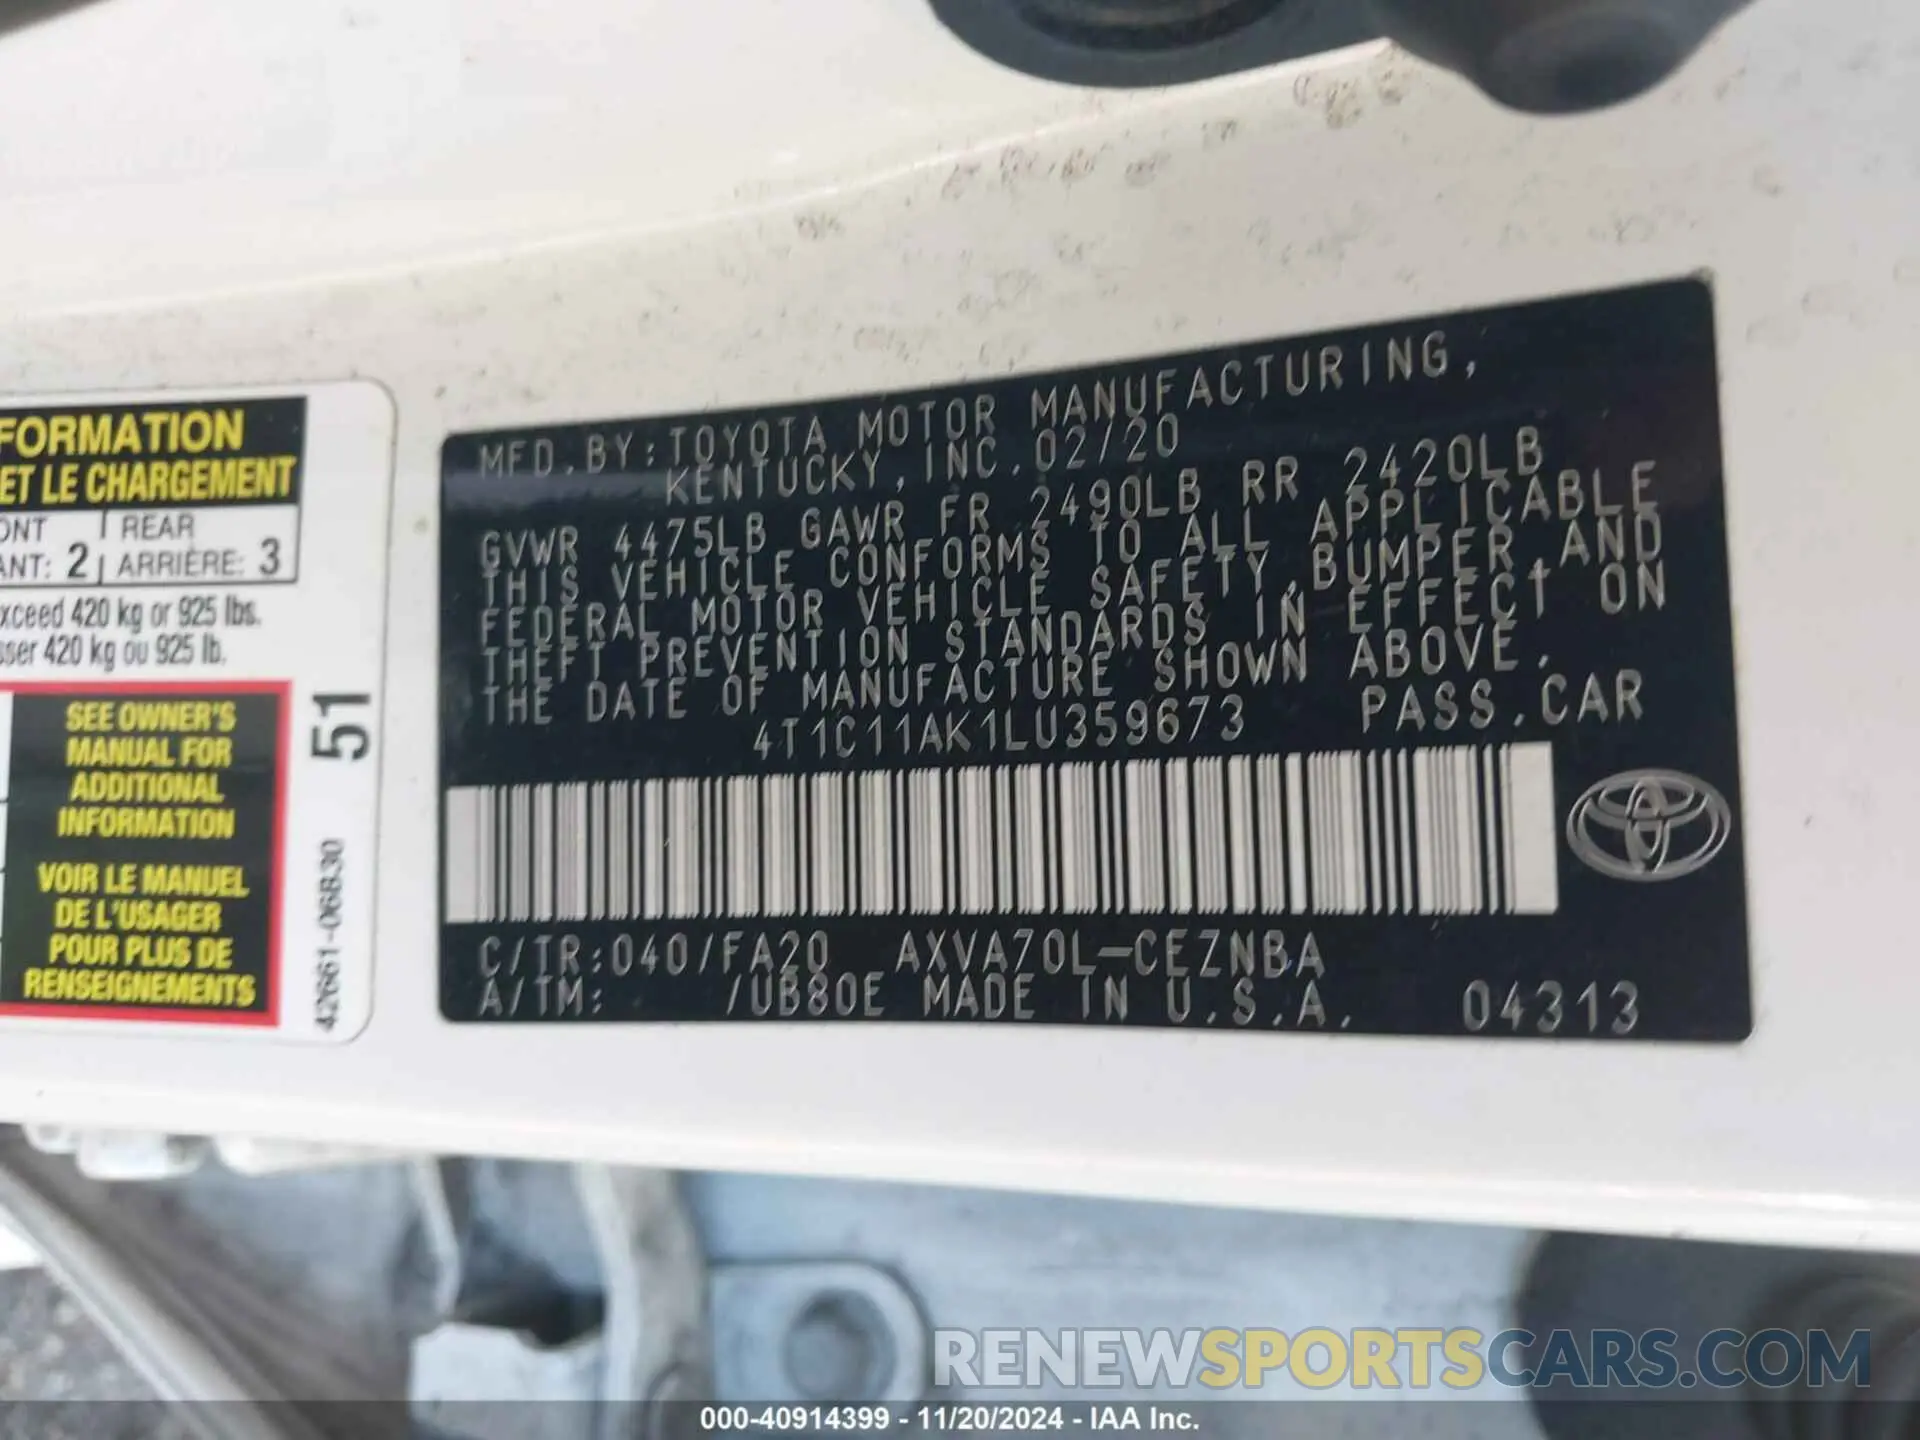 FORMATION
ET LE CHARGEMENT
ONT | REAR
ANT: 2 | ARRIÈRE: 3
xceed 420 kg or 925 lbs.
sser 420 kg ou 925 lb.
SEE OWNER'S
MANUAL FOR
ADDITIONAL
INFORMATION
VOIR LE MANUEL
DE L'USAGER
POUR PLUS DE
RENSEIGNEMENTS
51
42661-06B30
MFD. BY: TOYOTA MOTOR MANUFACTURING,
KENTUCKY, INC. 02/20
GVWR 4475LB GAWR FR 2490LB RR 2420LB
THIS VEHICLE CONFORMS TO ALL APPLICABLE
FEDERAL MOTOR VEHICLE SAFETY, BUMPER, AND
THEFT PREVENTION STANDARDS IN EFFECT ON
THE DATE OF MANUFACTURE SHOWN ABOVE.
4T1C11AK1LU359673 PASS. CAR
C/TR: 040/FA20 AXVA70L-CEZNBA
A/TM: /UB80E MADE IN U.S.A. 04313
RENEWSPORTSCARS.COM
000-40914399 - 11/20/2024 - IAA Inc.